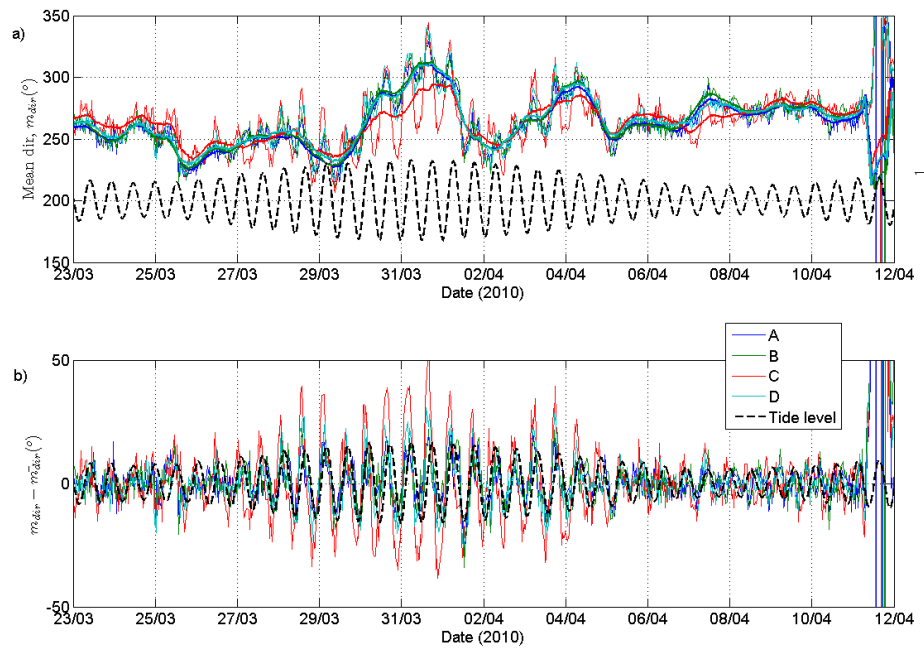 a)
Mean dir, m_dir(°)
350
300
250
200
150
23/03 25/03 27/03 29/03 31/03 02/04 04/04 06/04 08/04 10/04 12/04
Date (2010)
1
b)
m_dir − m̄_dir(°)
50
0
-50
23/03 25/03 27/03 29/03 31/03 02/04 04/04 06/04 08/04 10/04 12/04
Date (2010)
A
B
C
D
Tide level